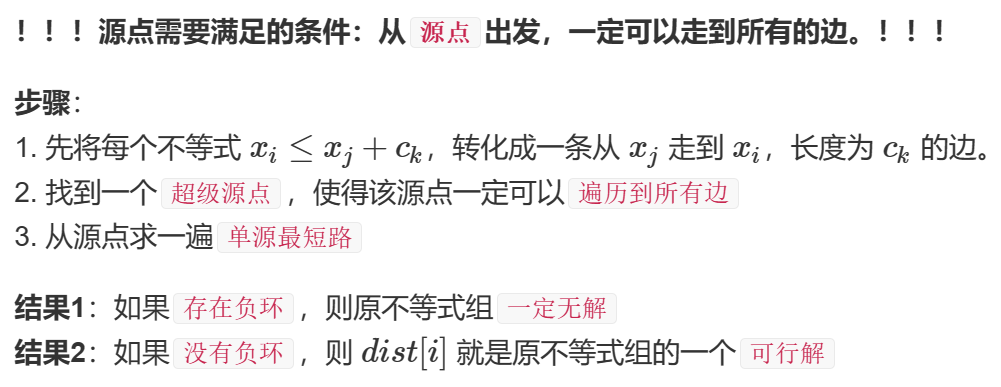 ！！！源点需要满足的条件：从 源点 出发，一定可以走到所有的边。！！！
步骤：
1. 先将每个不等式 $x_i \leq x_j + c_k$，转化成一条从 $x_j$ 走到 $x_i$，长度为 $c_k$ 的边。
2. 找到一个 超级源点 ，使得该源点一定可以 遍历到所有边
3. 从源点求一遍 单源最短路
结果1：如果 存在负环 ，则原不等式组 一定无解
结果2：如果 没有负环 ，则 $dist[i]$ 就是原不等式组的一个 可行解